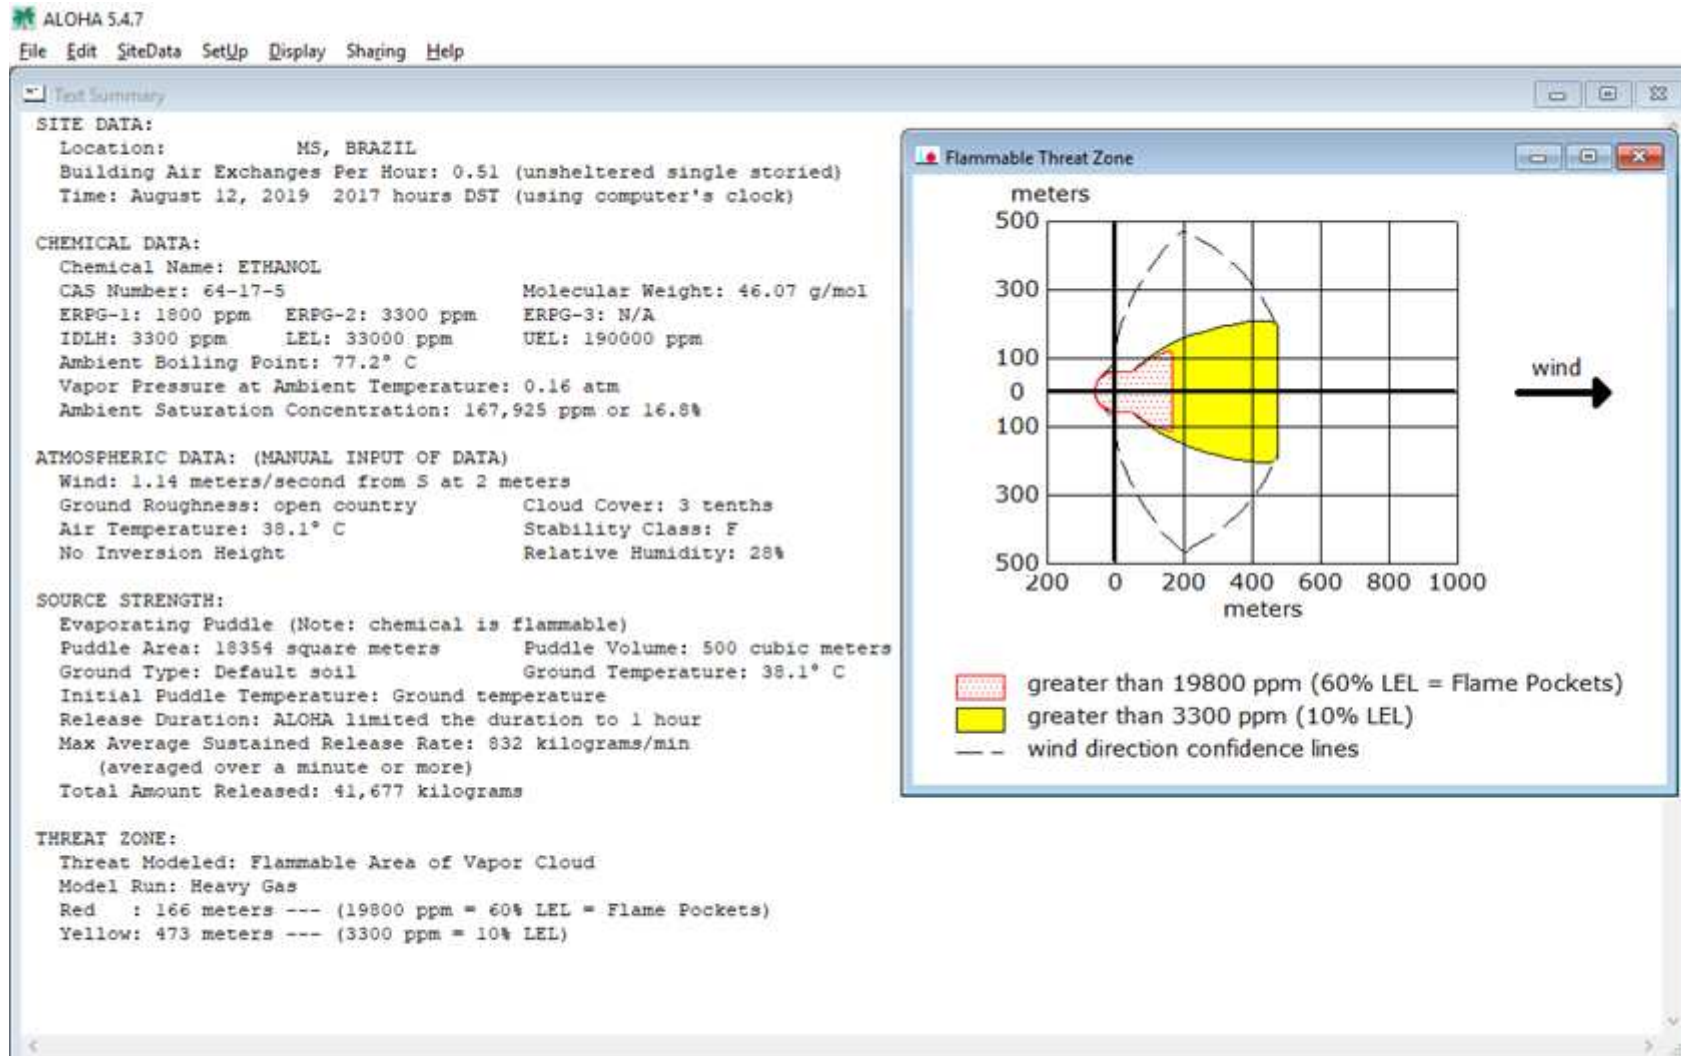 ALOHA 5.4.7
File Edit SiteData SetUp Display Sharing Help
Text Summary
SITE DATA:
Location: MS, BRAZIL
Building Air Exchanges Per Hour: 0.51 (unsheltered single storied)
Time: August 12, 2019 2017 hours DST (using computer's clock)
CHEMICAL DATA:
Chemical Name: ETHANOL
CAS Number: 64-17-5 Molecular Weight: 46.07 g/mol
ERPG-1: 1800 ppm ERPG-2: 3300 ppm ERPG-3: N/A
IDLH: 3300 ppm LEL: 33000 ppm UEL: 190000 ppm
Ambient Boiling Point: 77.2° C
Vapor Pressure at Ambient Temperature: 0.16 atm
Ambient Saturation Concentration: 167,925 ppm or 16.8%
ATMOSPHERIC DATA: (MANUAL INPUT OF DATA)
Wind: 1.14 meters/second from S at 2 meters
Ground Roughness: open country Cloud Cover: 3 tenths
Air Temperature: 38.1° C Stability Class: F
No Inversion Height Relative Humidity: 28%
SOURCE STRENGTH:
Evaporating Puddle (Note: chemical is flammable)
Puddle Area: 18354 square meters Puddle Volume: 500 cubic meters
Ground Type: Default soil Ground Temperature: 38.1° C
Initial Puddle Temperature: Ground temperature
Release Duration: ALOHA limited the duration to 1 hour
Max Average Sustained Release Rate: 832 kilograms/min
(averaged over a minute or more)
Total Amount Released: 41,677 kilograms
THREAT ZONE:
Threat Modeled: Flammable Area of Vapor Cloud
Model Run: Heavy Gas
Red : 166 meters --- (19800 ppm = 60% LEL = Flame Pockets)
Yellow: 473 meters --- (3300 ppm = 10% LEL)
Flammable Threat Zone
meters
500
300
100
0
100
300
500
200 0 200 400 600 800 1000
meters
wind
greater than 19800 ppm (60% LEL = Flame Pockets)
greater than 3300 ppm (10% LEL)
wind direction confidence lines